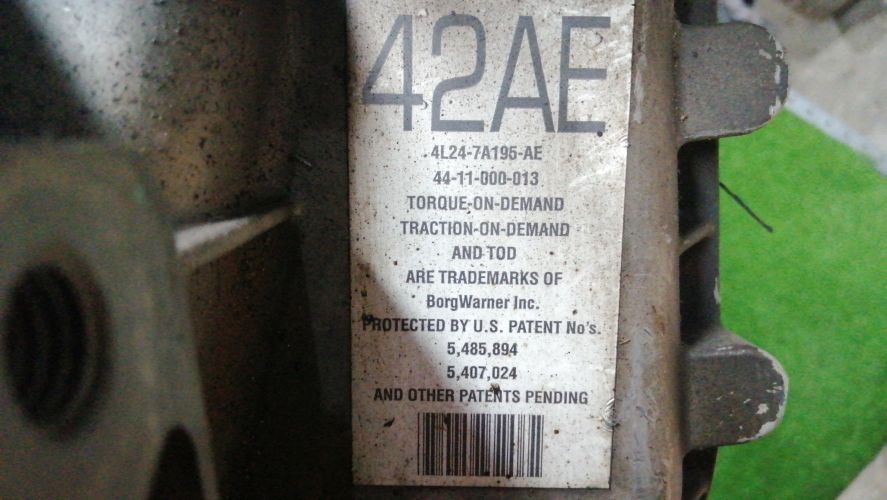 42AE
4L24-7A195-AE
44-11-000-013
TORQUE-ON-DEMAND
TRACTION-ON-DEMAND
AND TOD
ARE TRADEMARKS OF
BorgWarner Inc.
PROTECTED BY U.S. PATENT No's.
5,485,894
5,407,024
AND OTHER PATENTS PENDING